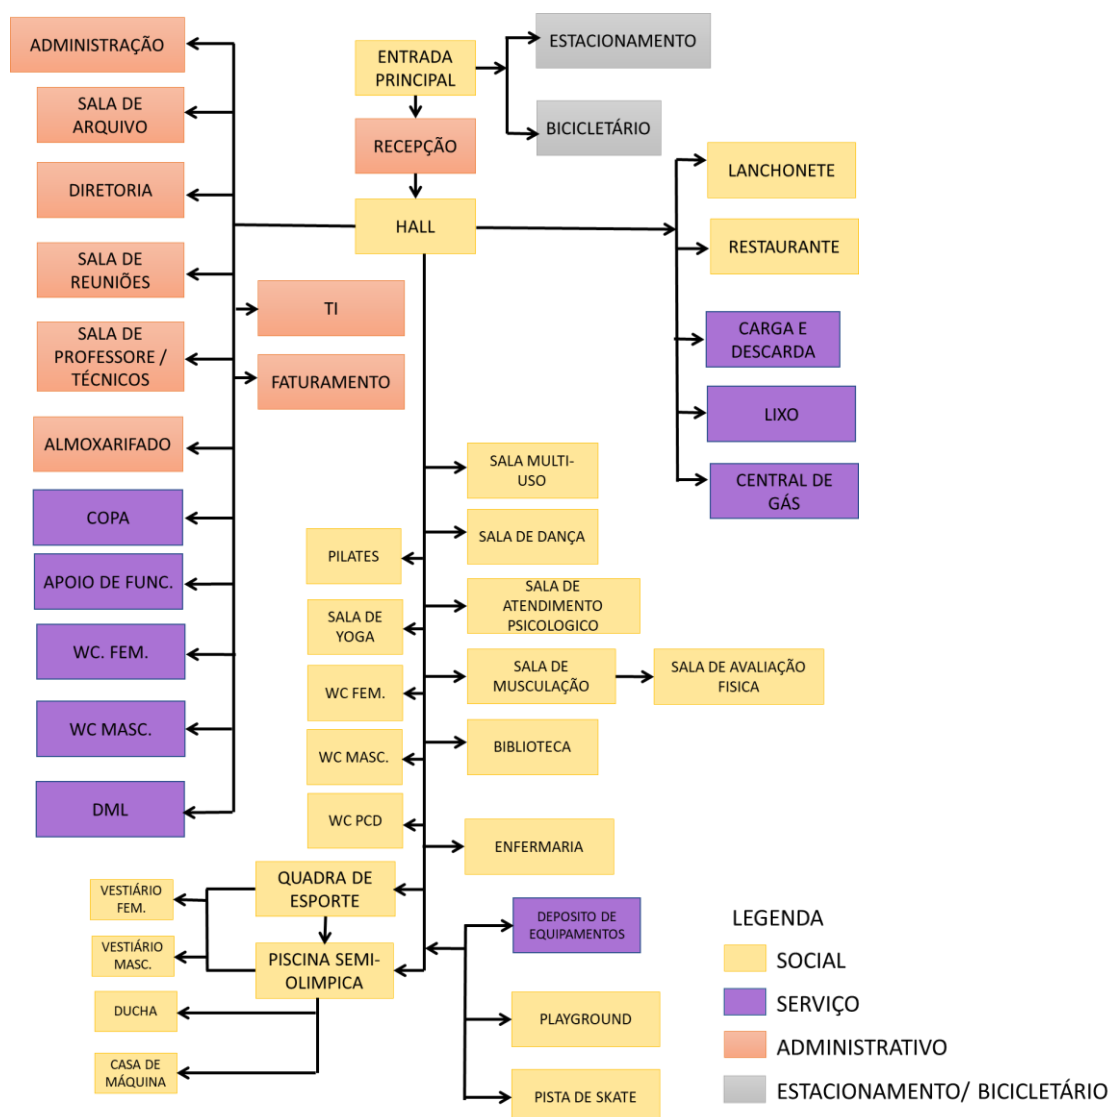 ADMINISTRAÇÃO
SALA DE
ARQUIVO
DIRETORIA
SALA DE
REUNIÕES
SALA DE
PROFESSORE /
TÉCNICOS
ALMOXARIFADO
COPA
APOIO DE FUNC.
WC. FEM.
WC MASC.
DML
TI
FATURAMENTO
ENTRADA
PRINCIPAL
RECEPÇÃO
HALL
ESTACIONAMENTO
BICICLETÁRIO
LANCHONETE
RESTAURANTE
CARGA E
DESCARDA
LIXO
CENTRAL DE
GÁS
SALA MULTI-
USO
SALA DE DANÇA
PILATES
SALA DE
ATENDIMENTO
PSICOLOGICO
SALA DE
YOGA
SALA DE
MUSCULAÇÃO
SALA DE AVALIAÇÃO
FISICA
WC FEM.
BIBLIOTECA
WC MASC.
WC PCD
ENFERMARIA
QUADRA DE
ESPORTE
VESTIÁRIO
FEM.
VESTIÁRIO
MASC.
PISCINA SEMI-
OLIMPICA
DUCHA
CASA DE
MÁQUINA
DEPOSITO DE
EQUIPAMENTOS
PLAYGROUND
PISTA DE SKATE
LEGENDA
SOCIAL
SERVIÇO
ADMINISTRATIVO
ESTACIONAMENTO/ BICICLETÁRIO